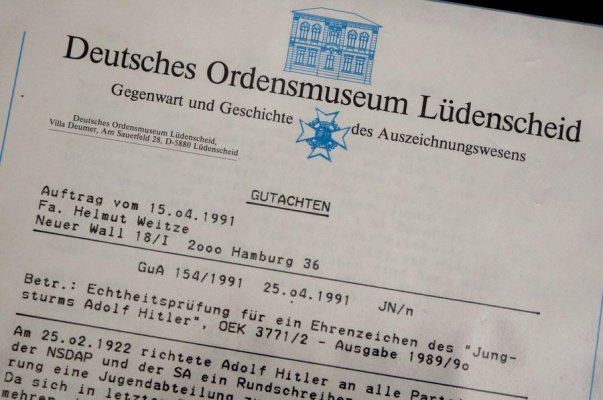 Deutsches Ordensmuseum Lüdenscheid
Gegenwart und Geschichte des Auszeichnungswesens
Deutsches Ordensmuseum Lüdenscheid,
Villa Deumer, Am Sauerfeld 28, D-5880 Lüdenscheid
GUTACHTEN
Auftrag vom 15.o4.1991
Fa. Helmut Weitze
Neuer Wall 18/I 2ooo Hamburg 36
GuA 154/1991 25.o4.1991 JN/n
Betr.: Echtheitsprüfung für ein Ehrenzeichen des "Jung-
sturms Adolf Hitler", OEK 3771/2 - Ausgabe 1989/9o
Am 25.o2.1922 richtete Adolf Hitler an alle
der NSDAP und der SA ein Rundschreiben
rung eine Jugendabteilung
Da sich in